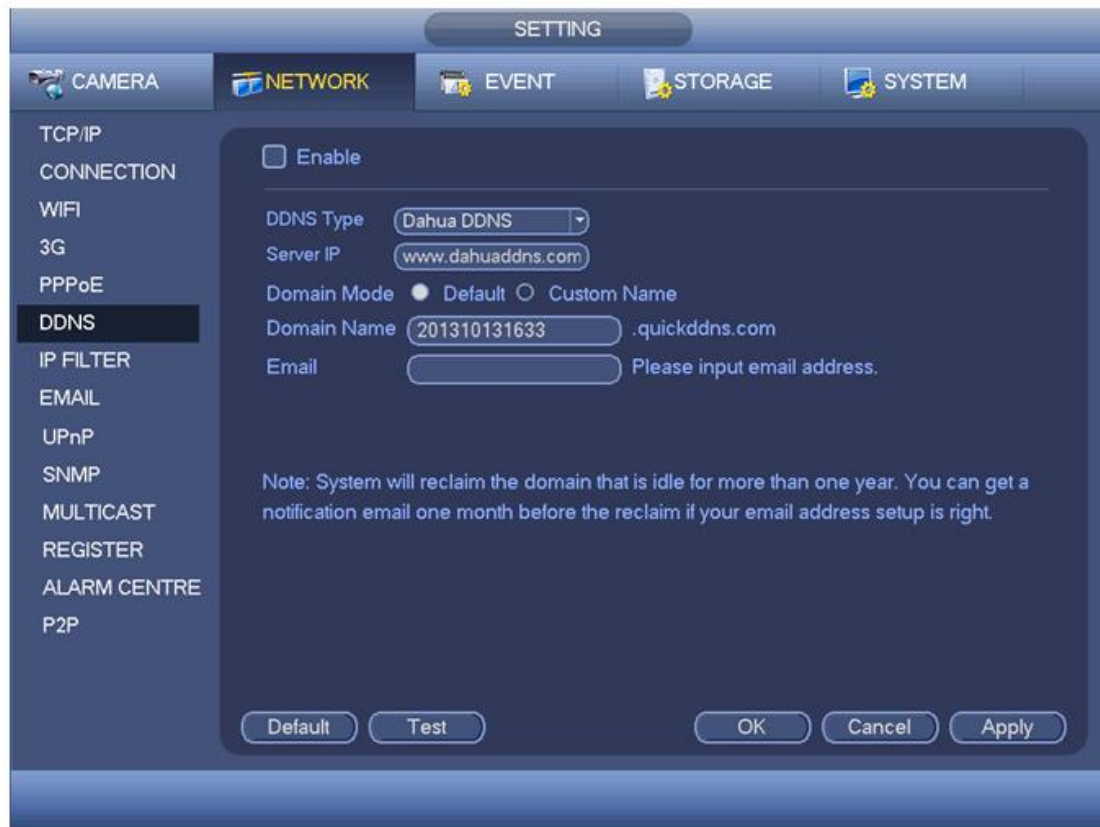 SETTING
CAMERA NETWORK EVENT STORAGE SYSTEM
TCP/IP
CONNECTION
WIFI
3G
PPPoE
DDNS
IP FILTER
EMAIL
UPnP
SNMP
MULTICAST
REGISTER
ALARM CENTRE
P2P
Enable
DDNS Type Dahua DDNS
Server IP www.dahuaddns.com
Domain Mode Default Custom Name
Domain Name 201310131633 .quickddns.com
Email Please input email address.
Note: System will reclaim the domain that is idle for more than one year. You can get a
notification email one month before the reclaim if your email address setup is right.
Default Test OK Cancel Apply